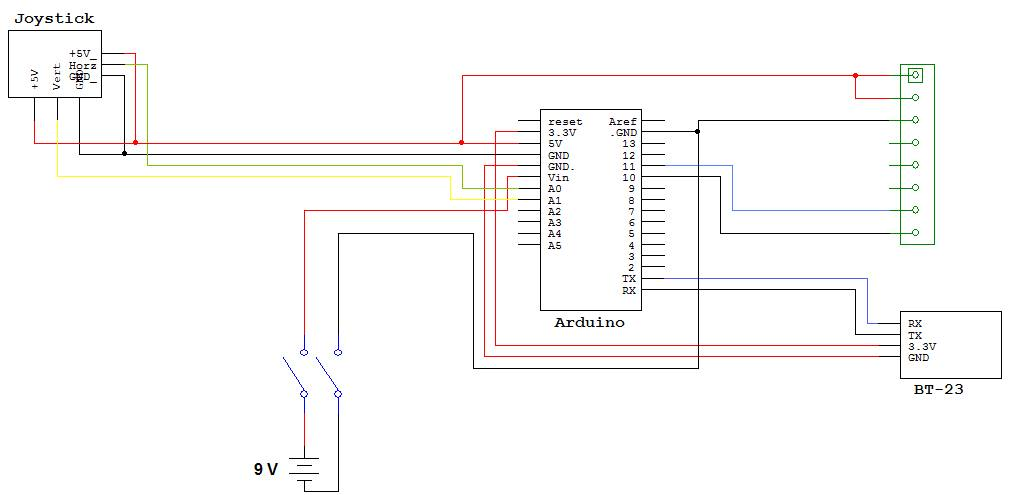 Joystick
+5V
Horz
GND
+5V
Vert
GND
reset
3.3V
5V
GND
GND.
Vin
A0
A1
A2
A3
A4
A5
Aref
.GND
13
12
11
10
9
8
7
6
5
4
3
2
TX
RX
Arduino
RX
TX
3.3V
GND
BT-23
9 V